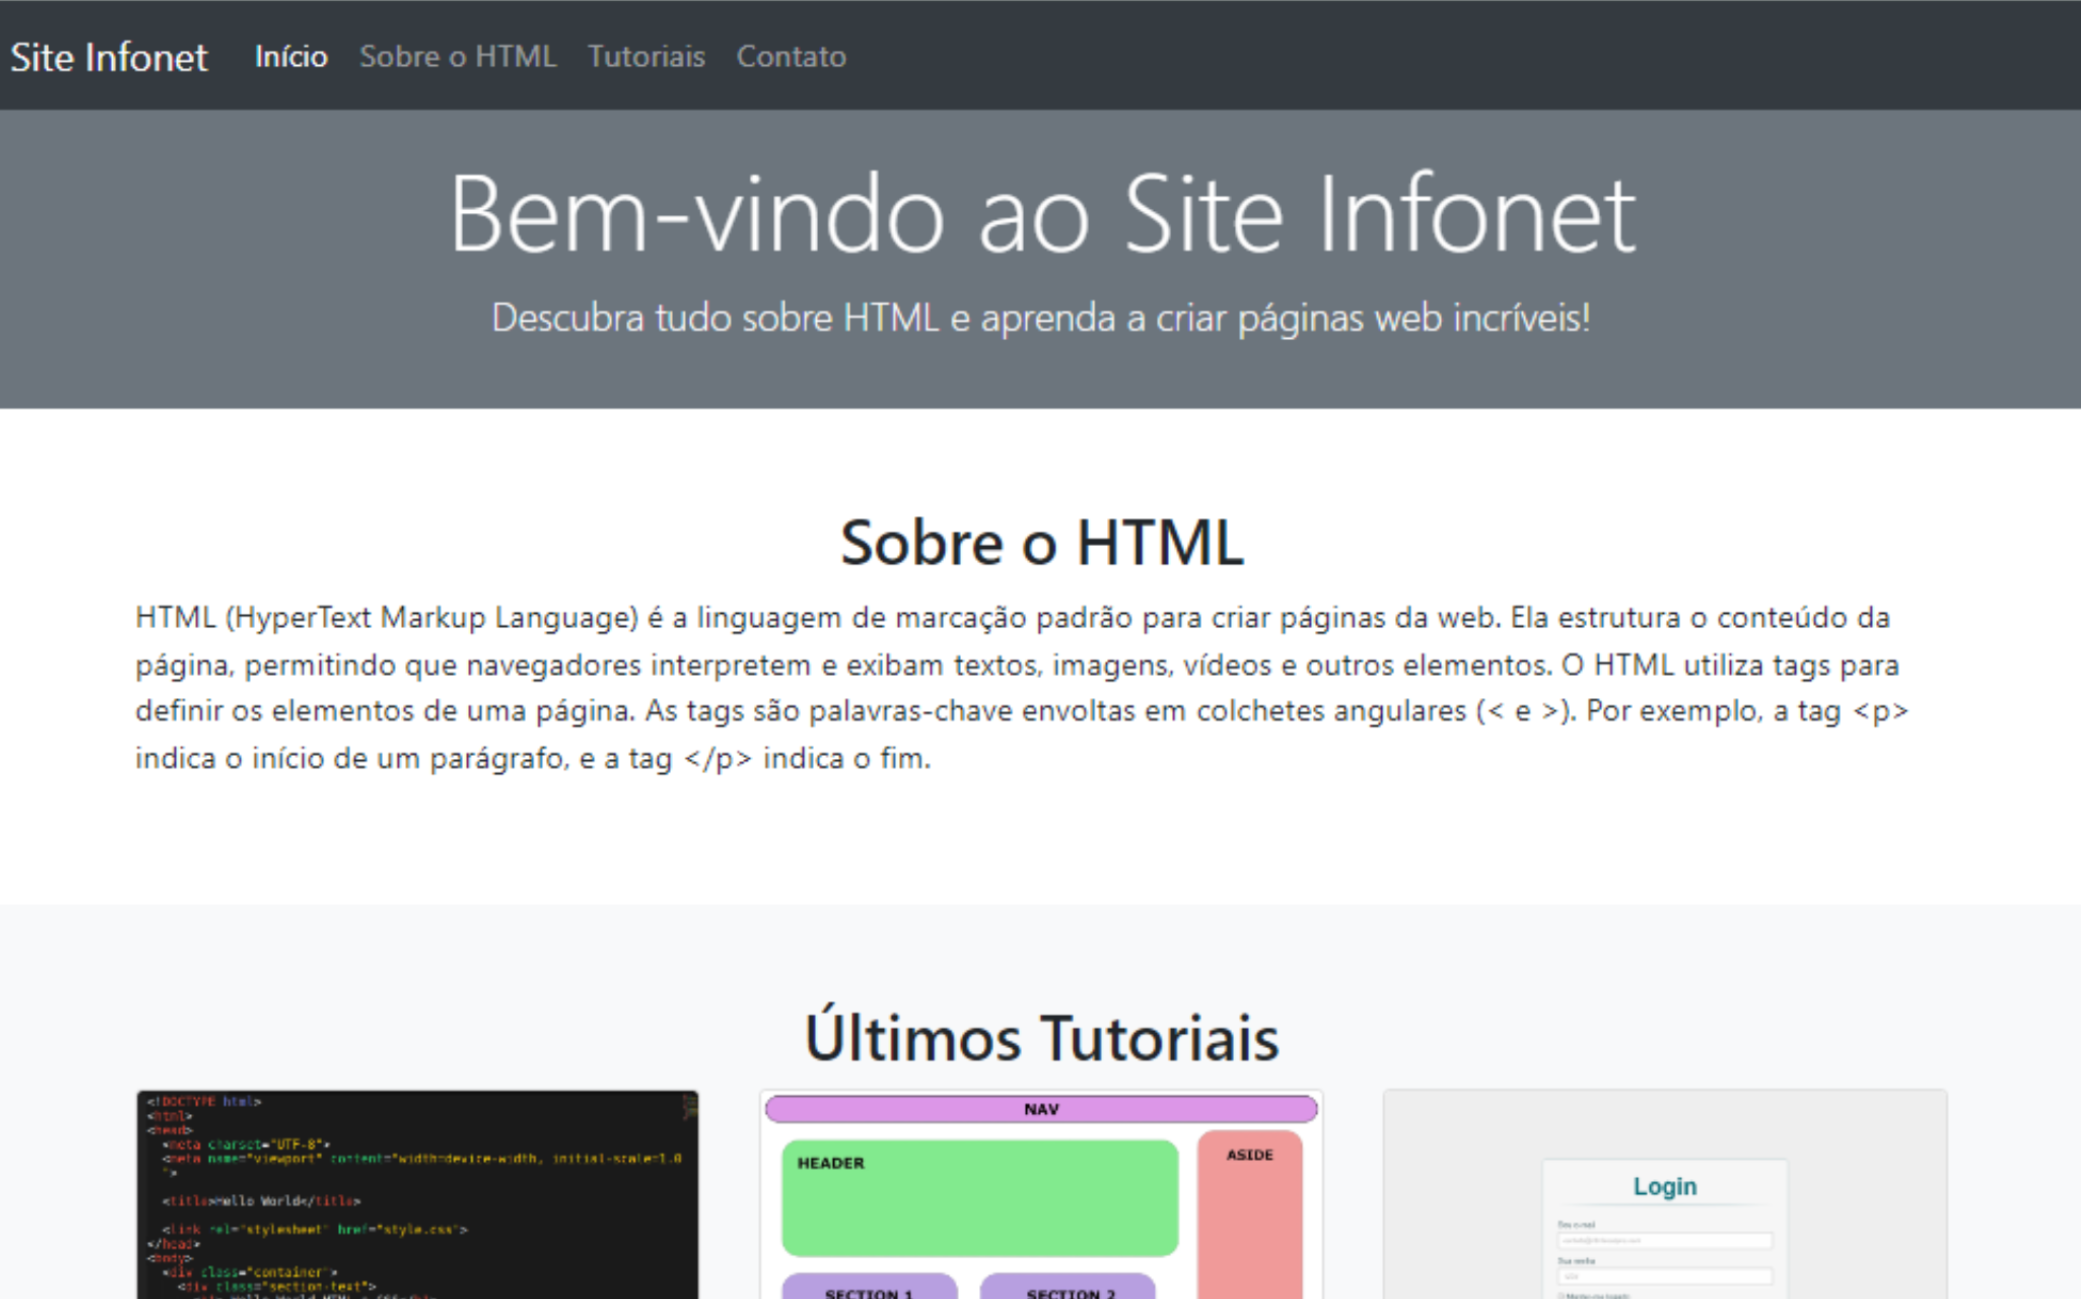 Site Infonet Início Sobre o HTML Tutoriais Contato
Bem-vindo ao Site Infonet
Descubra tudo sobre HTML e aprenda a criar páginas web incríveis!
Sobre o HTML
HTML (HyperText Markup Language) é a linguagem de marcação padrão para criar páginas da web. Ela estrutura o conteúdo da
página, permitindo que navegadores interpretem e exibam textos, imagens, vídeos e outros elementos. O HTML utiliza tags para
definir os elementos de uma página. As tags são palavras-chave envoltas em colchetes angulares (< e >). Por exemplo, a tag <p>
indica o início de um parágrafo, e a tag </p> indica o fim.
Últimos Tutoriais
<!DOCTYPE html>
<html>
<head>
<meta charset="UTF-8">
<meta name="viewport" content="width=device-width, initial-scale=1.0
">
<title>Hello World</title>
<link rel="stylesheet" href="style.css">
</head>
<body>
<div class="container">
<div class="section-text">
NAV
HEADER
ASIDE
SECTION 1
SECTION 2
Login
Seu e-mail
Sua senha